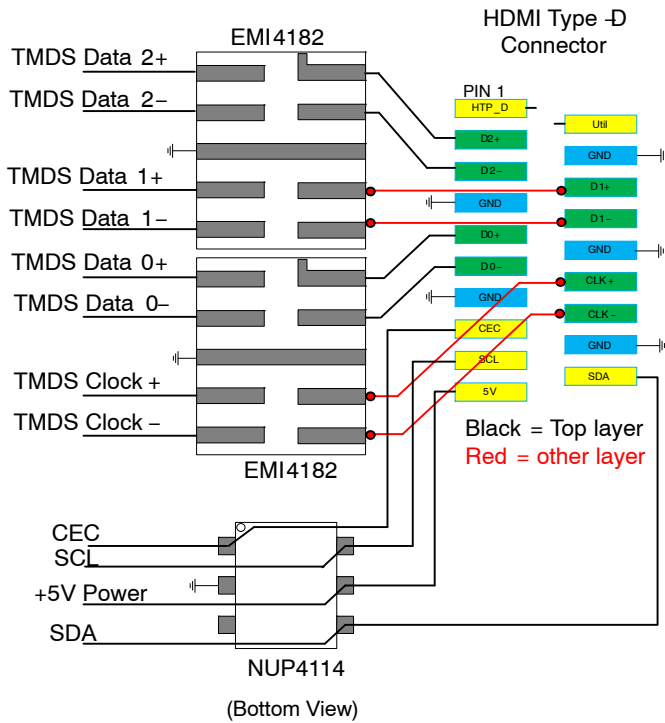 EMI4182
HDMI Type -D
Connector
TMDS Data 2+
TMDS Data 2−
TMDS Data 1+
TMDS Data 1−
TMDS Data 0+
TMDS Data 0−
TMDS Clock +
TMDS Clock −
EMI4182
PIN 1
HTP_D
D2+
D2−
GND
D0+
D0−
GND
CEC
SCL
5V
Util
GND
D1+
D1−
GND
CLK +
CLK −
GND
SDA
Black = Top layer
Red = other layer
CEC
SCL
+5V Power
SDA
NUP4114
(Bottom View)